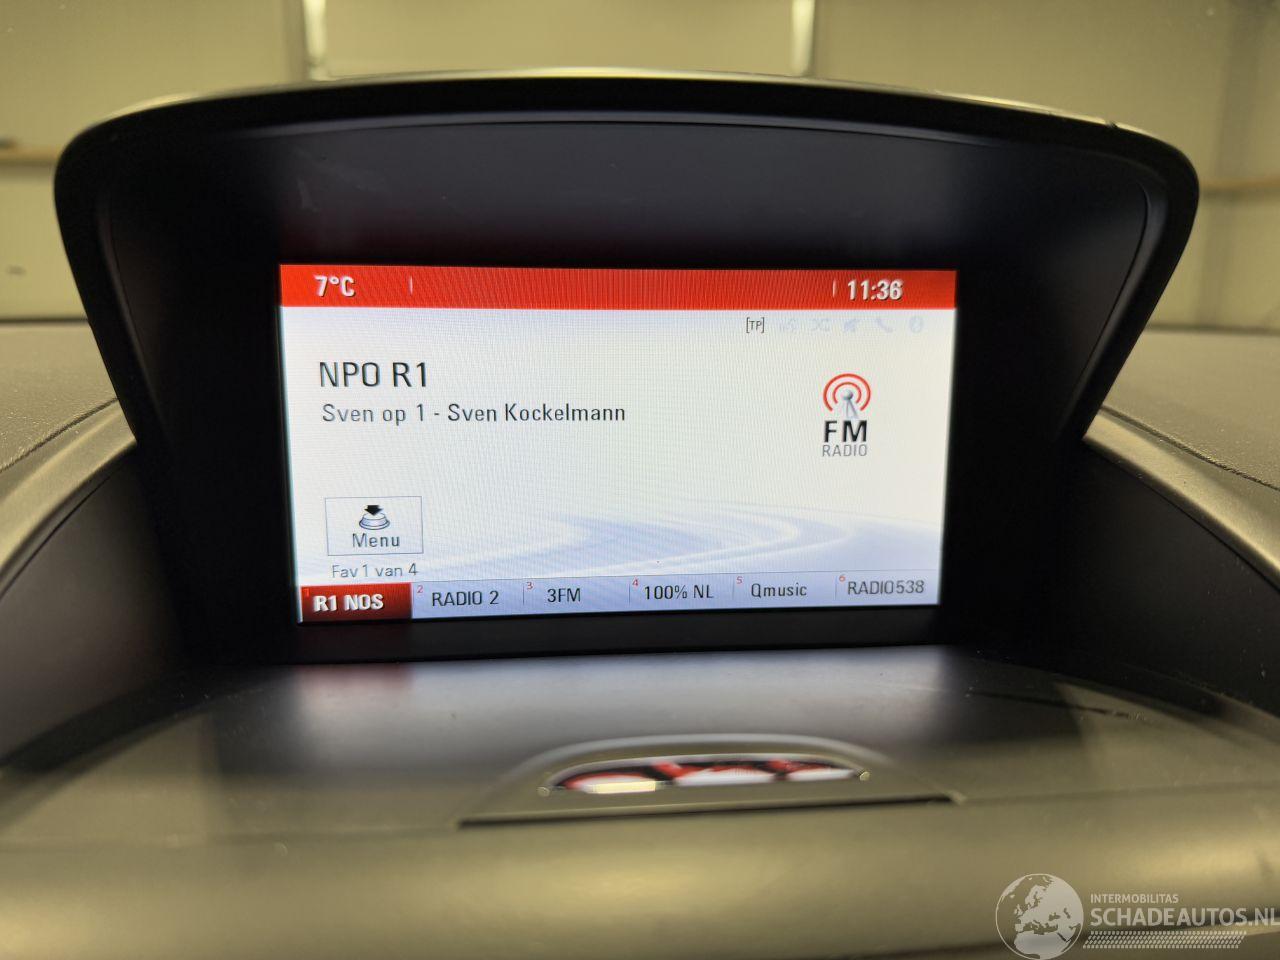 7°C 11:36
[TP]
NPO R1
Sven op 1 - Sven Kockelmann
FM
RADIO
Menu
Fav 1 van 4
1 R1 NOS 2 RADIO 2 3 3FM 4 100% NL 5 Qmusic 6 RADIO538
INTERMOBILITAS
SCHADEAUTOS.NL